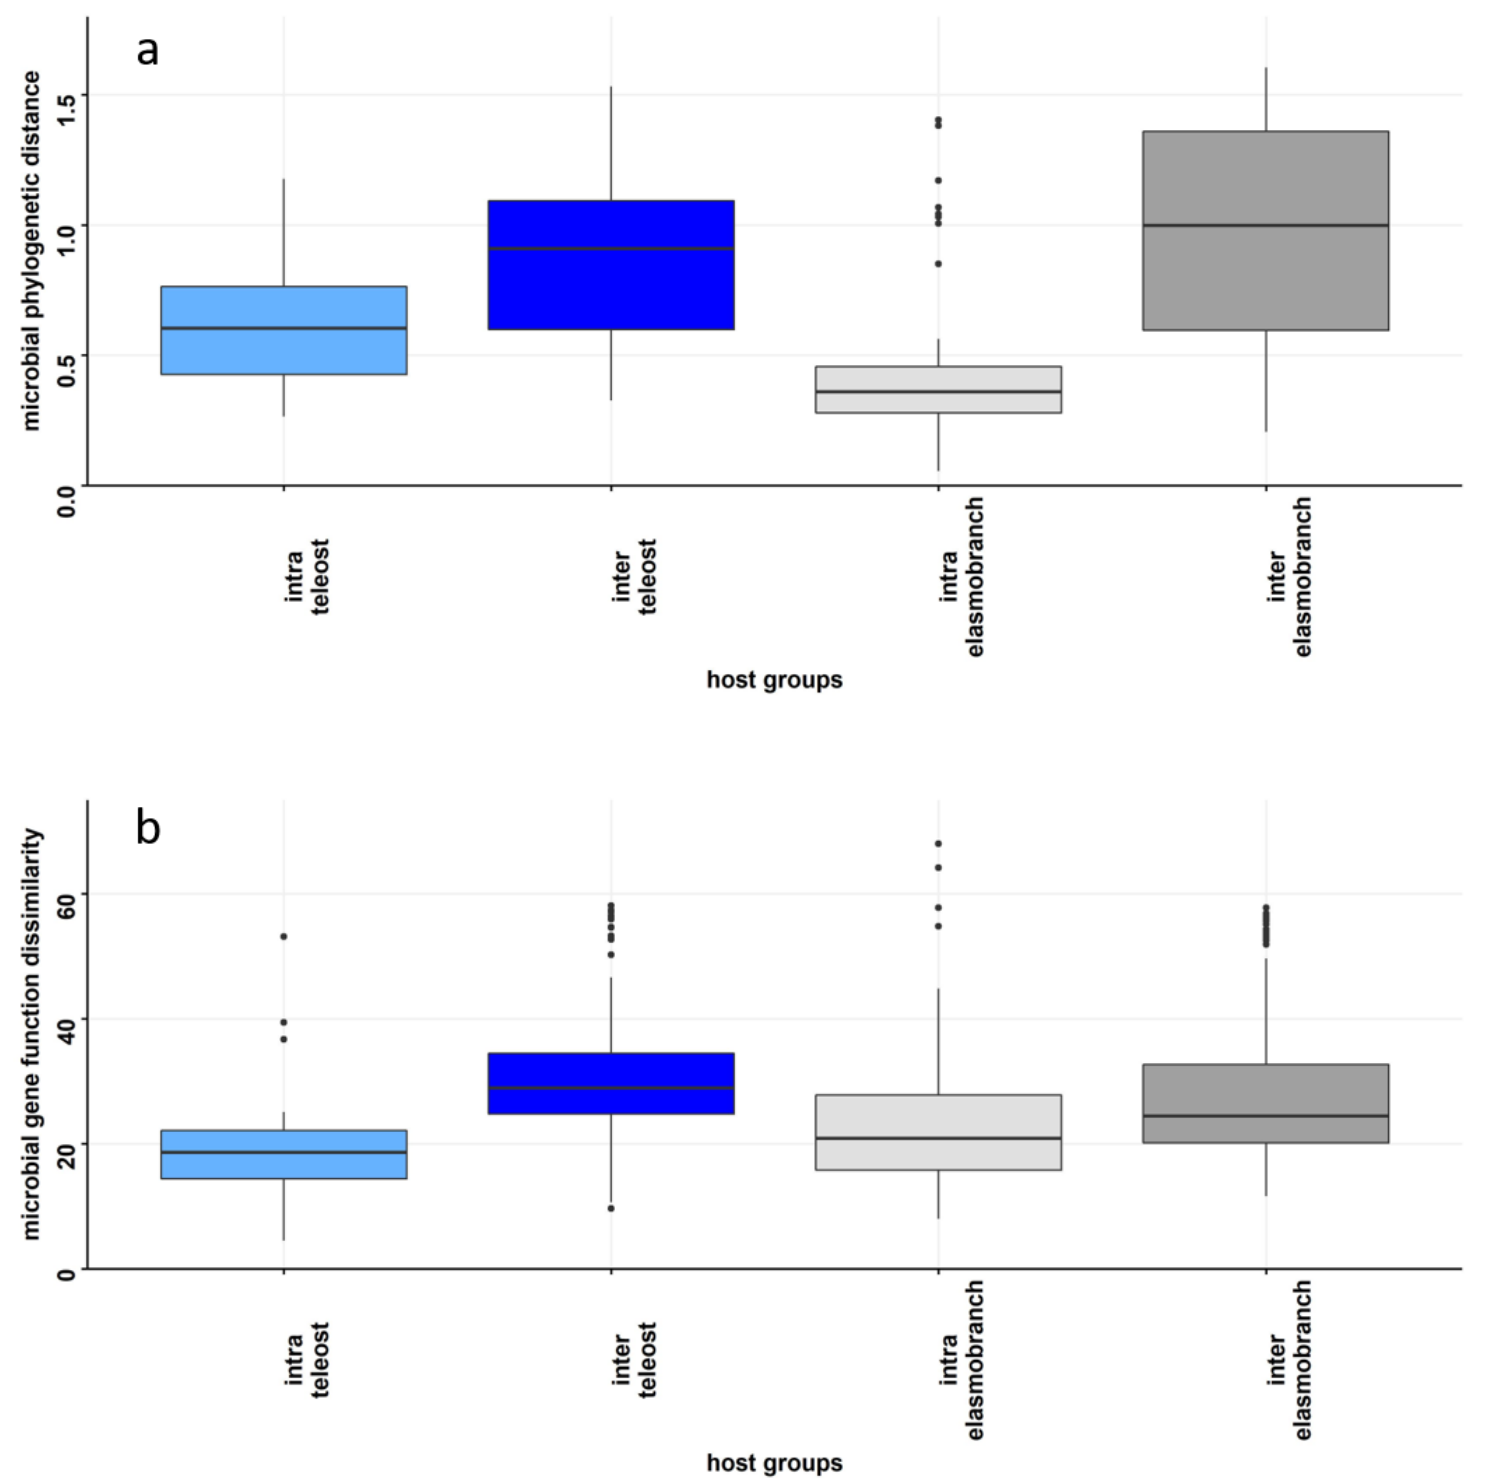 a
microbial phylogenetic distance
1.5
1.0
0.5
0.0
intra
teleost
inter
teleost
intra
elasmobranch
inter
elasmobranch
host groups
b
microbial gene function dissimilarity
60
40
20
0
intra
teleost
inter
teleost
intra
elasmobranch
inter
elasmobranch
host groups